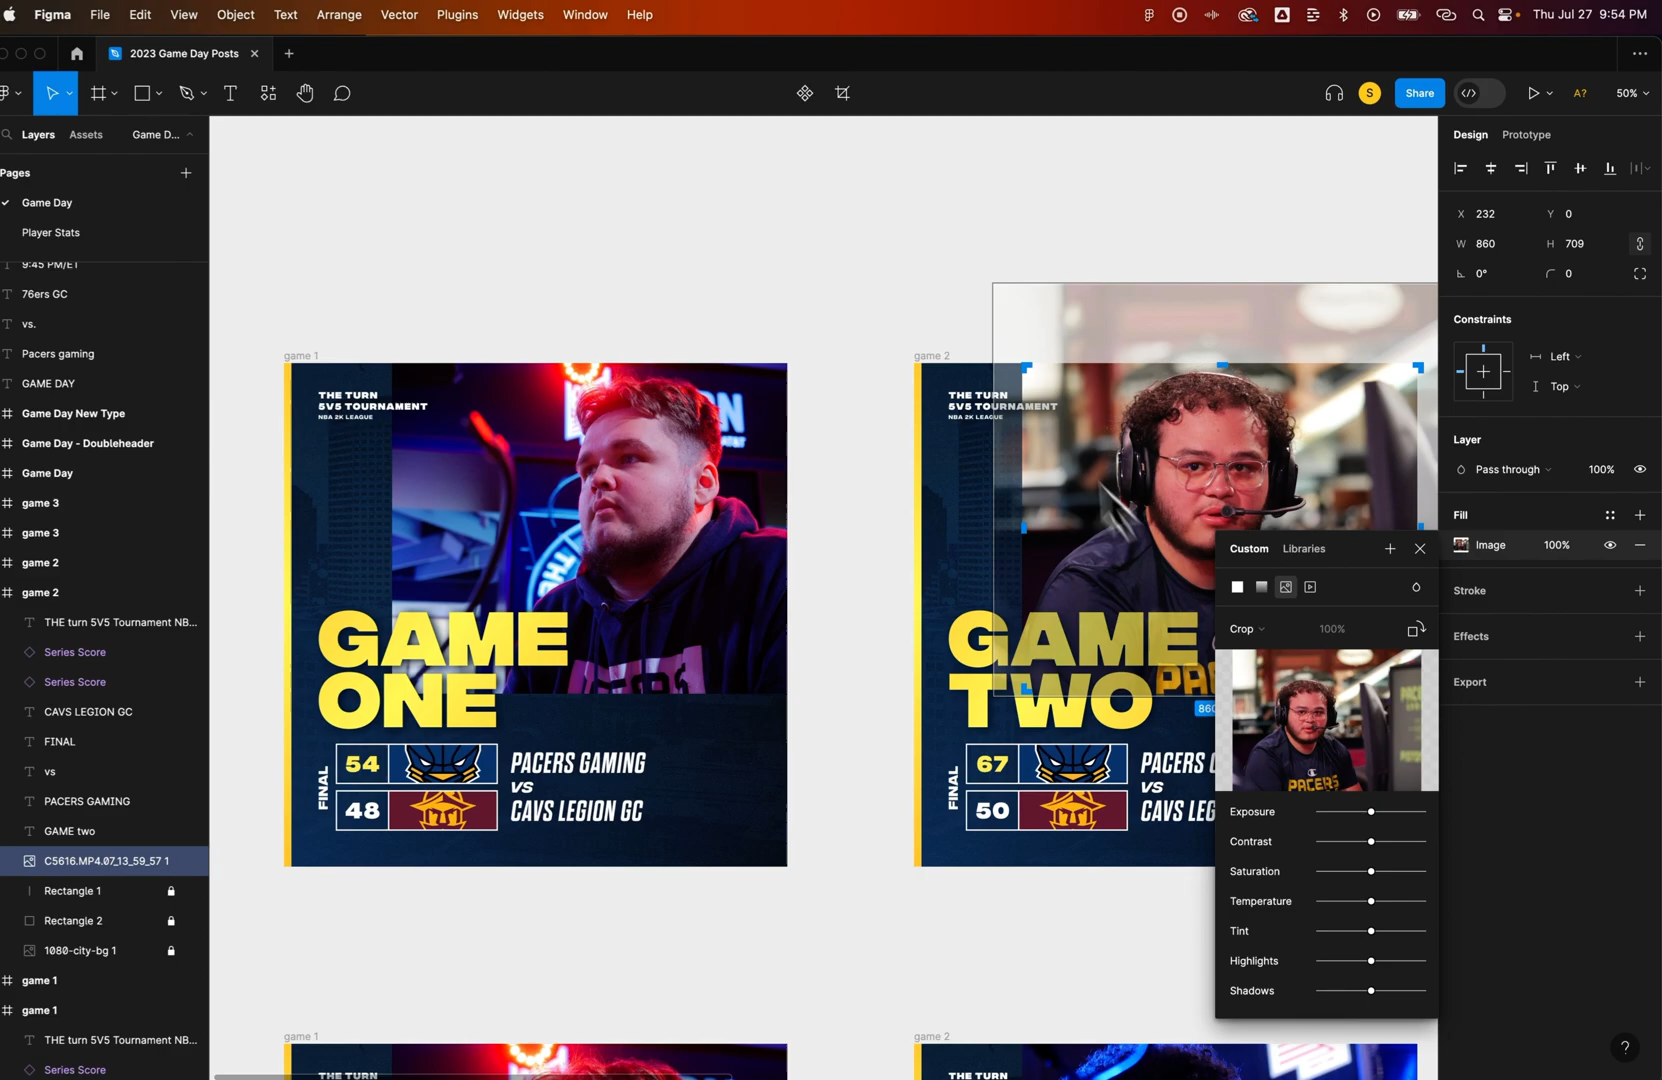 Figma File Edit View Object Text Arrange Vector Plugins Widgets Window Help
Thu Jul 27 9:54 PM
2023 Game Day Posts
S
Share
A?
50%
Layers Assets Game D...
Pages
Game Day
Player Stats
9:45 PM/ET
76ers GC
vs.
Pacers gaming
GAME DAY
Game Day New Type
Game Day - Doubleheader
Game Day
game 3
game 3
game 2
game 2
THE turn 5V5 Tournament NB...
Series Score
Series Score
CAVS LEGION GC
FINAL
vs
PACERS GAMING
GAME two
C5616.MP4.07_13_59_57 1
Rectangle 1
Rectangle 2
1080-city-bg 1
game 1
game 1
THE turn 5V5 Tournament NB...
Series Score
game 1
THE TURN
5V5 TOURNAMENT
NBA 2K LEAGUE
GAME
ONE
FINAL
54
48
PACERS GAMING
VS
CAVS LEGION GC
game 2
THE TURN
5V5 TOURNAMENT
NBA 2K LEAGUE
GAME
TWO
PA
860
FINAL
67
50
PACERS G
VS
CAVS LEG
game 1
THE TURN
game 2
THE TURN
Custom Libraries
Crop
100%
PACERS
Exposure
Contrast
Saturation
Temperature
Tint
Highlights
Shadows
Design Prototype
X 232 Y 0
W 860 H 709
0° 0
Constraints
Left
Top
Layer
Pass through 100%
Fill
Image 100%
Stroke
Effects
Export
?